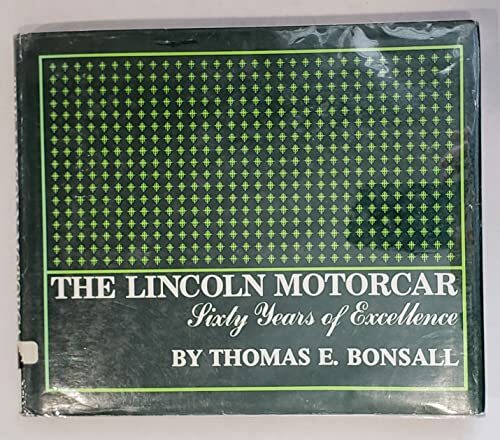 THE LINCOLN MOTORCAR
Sixty Years of Excellence
BY THOMAS E. BONSALL